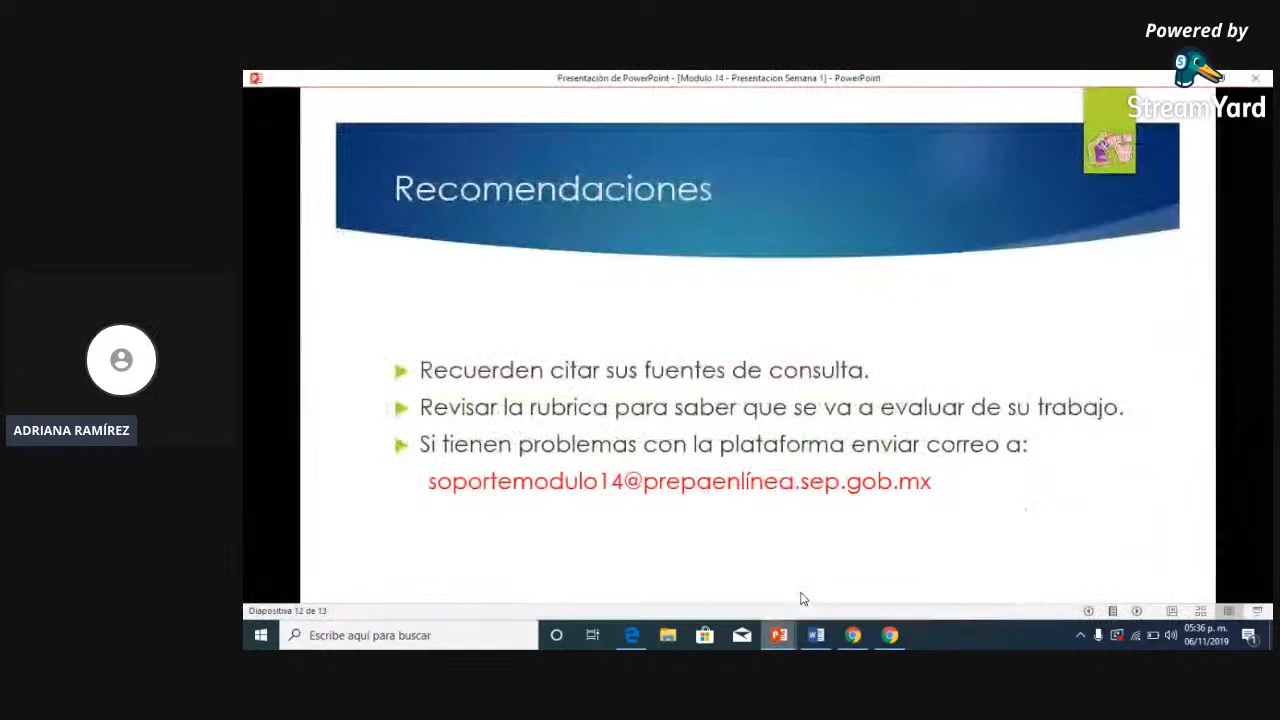 Powered by
StreamYard
Presentación de PowerPoint - [Modulo 14 - Presentacion Semana 1] - PowerPoint
Recomendaciones
Recuerden citar sus fuentes de consulta.
Revisar la rubrica para saber que se va a evaluar de su trabajo.
Si tienen problemas con la plataforma enviar correo a:
soportemodulo14@prepaenlínea.sep.gob.mx
ADRIANA RAMÍREZ
Diapositiva 12 de 13
Escribe aquí para buscar
05:36 p. m.
06/11/2019